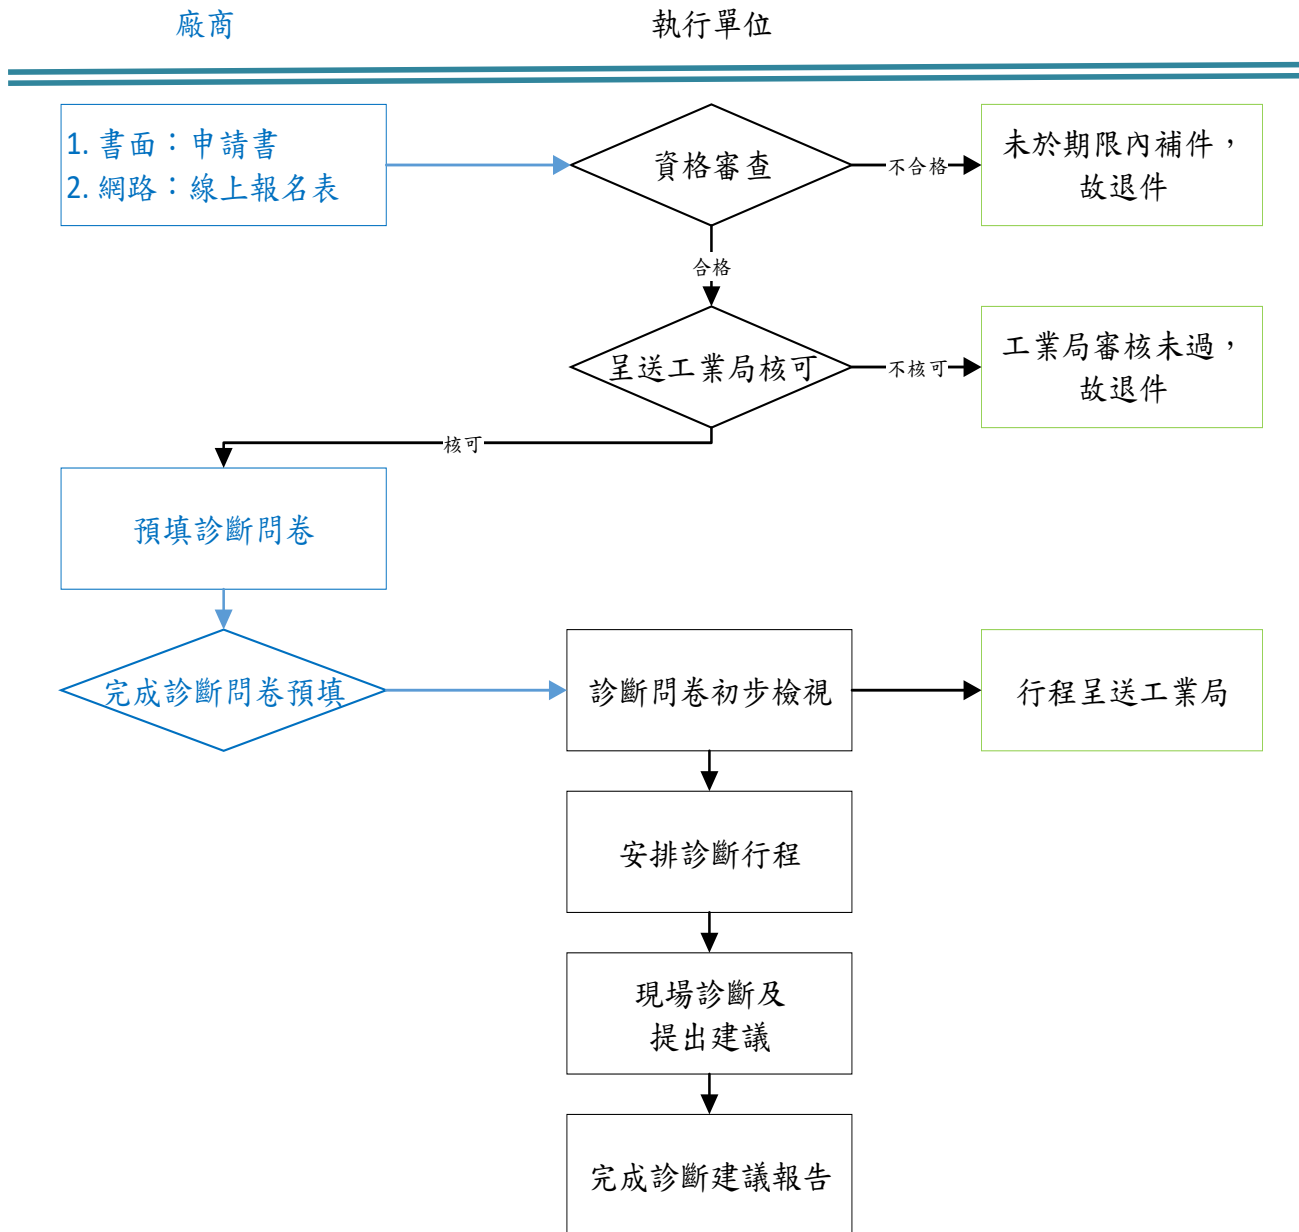 廠商
執行單位
1. 書面：申請書
2. 網路：線上報名表
資格審查
不合格
未於期限內補件，
故退件
合格
呈送工業局核可
不核可
工業局審核未過，
故退件
核可
預填診斷問卷
完成診斷問卷預填
診斷問卷初步檢視
行程呈送工業局
安排診斷行程
現場診斷及
提出建議
完成診斷建議報告